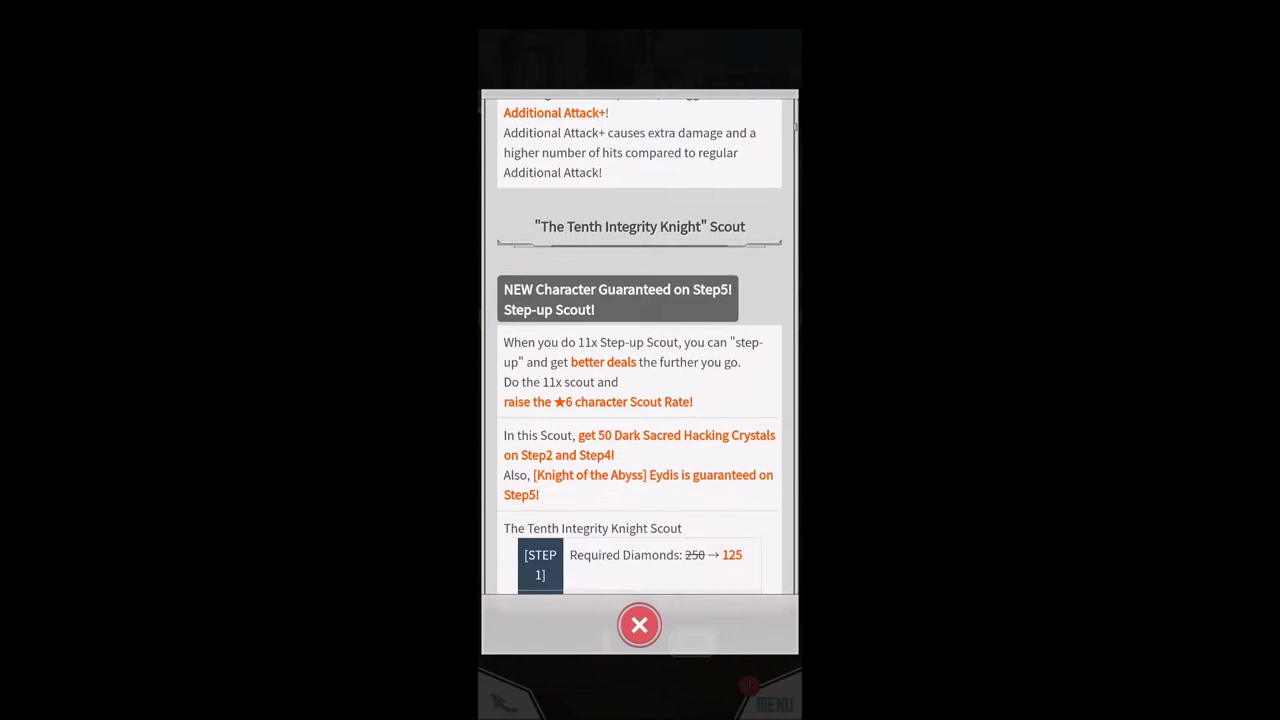 Additional Attack+!
Additional Attack+ causes extra damage and a
higher number of hits compared to regular
Additional Attack!
"The Tenth Integrity Knight" Scout
NEW Character Guaranteed on Step5!
Step-up Scout!
When you do 11x Step-up Scout, you can "step-
up" and get better deals the further you go.
Do the 11x scout and
raise the ★6 character Scout Rate!
In this Scout, get 50 Dark Sacred Hacking Crystals
on Step2 and Step4!
Also, [Knight of the Abyss] Eydis is guaranteed on
Step5!
The Tenth Integrity Knight Scout
[STEP
1]
Required Diamonds: 250 → 125
MENU